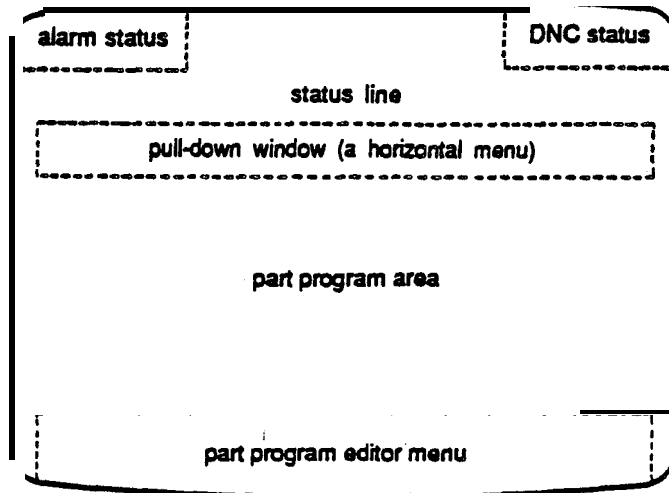 alarm status
DNC status
status line
pull-down window (a horizontal menu)
part program area
part program editor menu